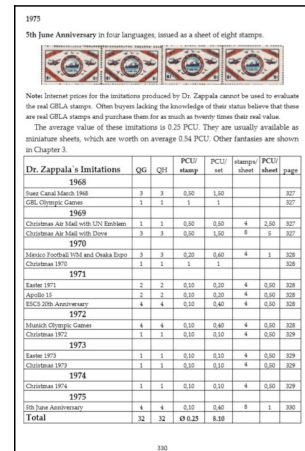 1975
5th June Anniversary in four languages, issued as a sheet of eight stamps.
Note: Internet prices for the imitations produced by Dr. Zappala cannot be used to evaluate
the real GBLA stamps. Often buyers lacking the knowledge of their status believe that these
are real GBLA stamps and purchase them for as much as twenty times their real value.
The average value of these imitations is 0.25 PCU. They are usually available as
miniature sheets, which are worth on average 0.54 PCU. Other fantasies are shown
in Chapter 3.
Dr. Zappala's Imitations QG QH PCU/ stamp PCU/ set stamps/ sheet PCU/ sheet page
1968
Suez Canal March 1968 3 3 0,50 1,50 327
GBL Olympic Games 1 1 1 1 327
1969
Christmas Air Mail with UN Emblem 1 1 0,50 0,50 4 2,50 327
Christmas Air Mail with Dove 3 3 0,50 1,50 8 5 327
1970
Mexico Football WM and Osaka Expo 3 3 0,20 0,60 4 1 328
Christmas 1970 1 1 1 1 328
1971
Easter 1971 2 2 0,10 0,20 4 0,50 328
Apollo 15 2 2 0,10 0,20 4 0,50 328
ESCS 20th Anniversary 4 4 0,10 0,40 4 0,50 328
1972
Munich Olympic Games 4 4 0,10 0,40 4 0,50 328
Christmas 1972 1 1 0,10 0,10 4 0,50 329
1973
Easter 1973 1 1 0,10 0,10 4 0,50 329
Christmas 1973 1 1 0,10 0,10 4 0,50 329
1974
Christmas 1974 1 1 0,10 0,10 4 0,50 329
1975
5th June Anniversary 4 4 0,10 0,40 8 1 330
Total 32 32 Ø 0,25 8.10
330